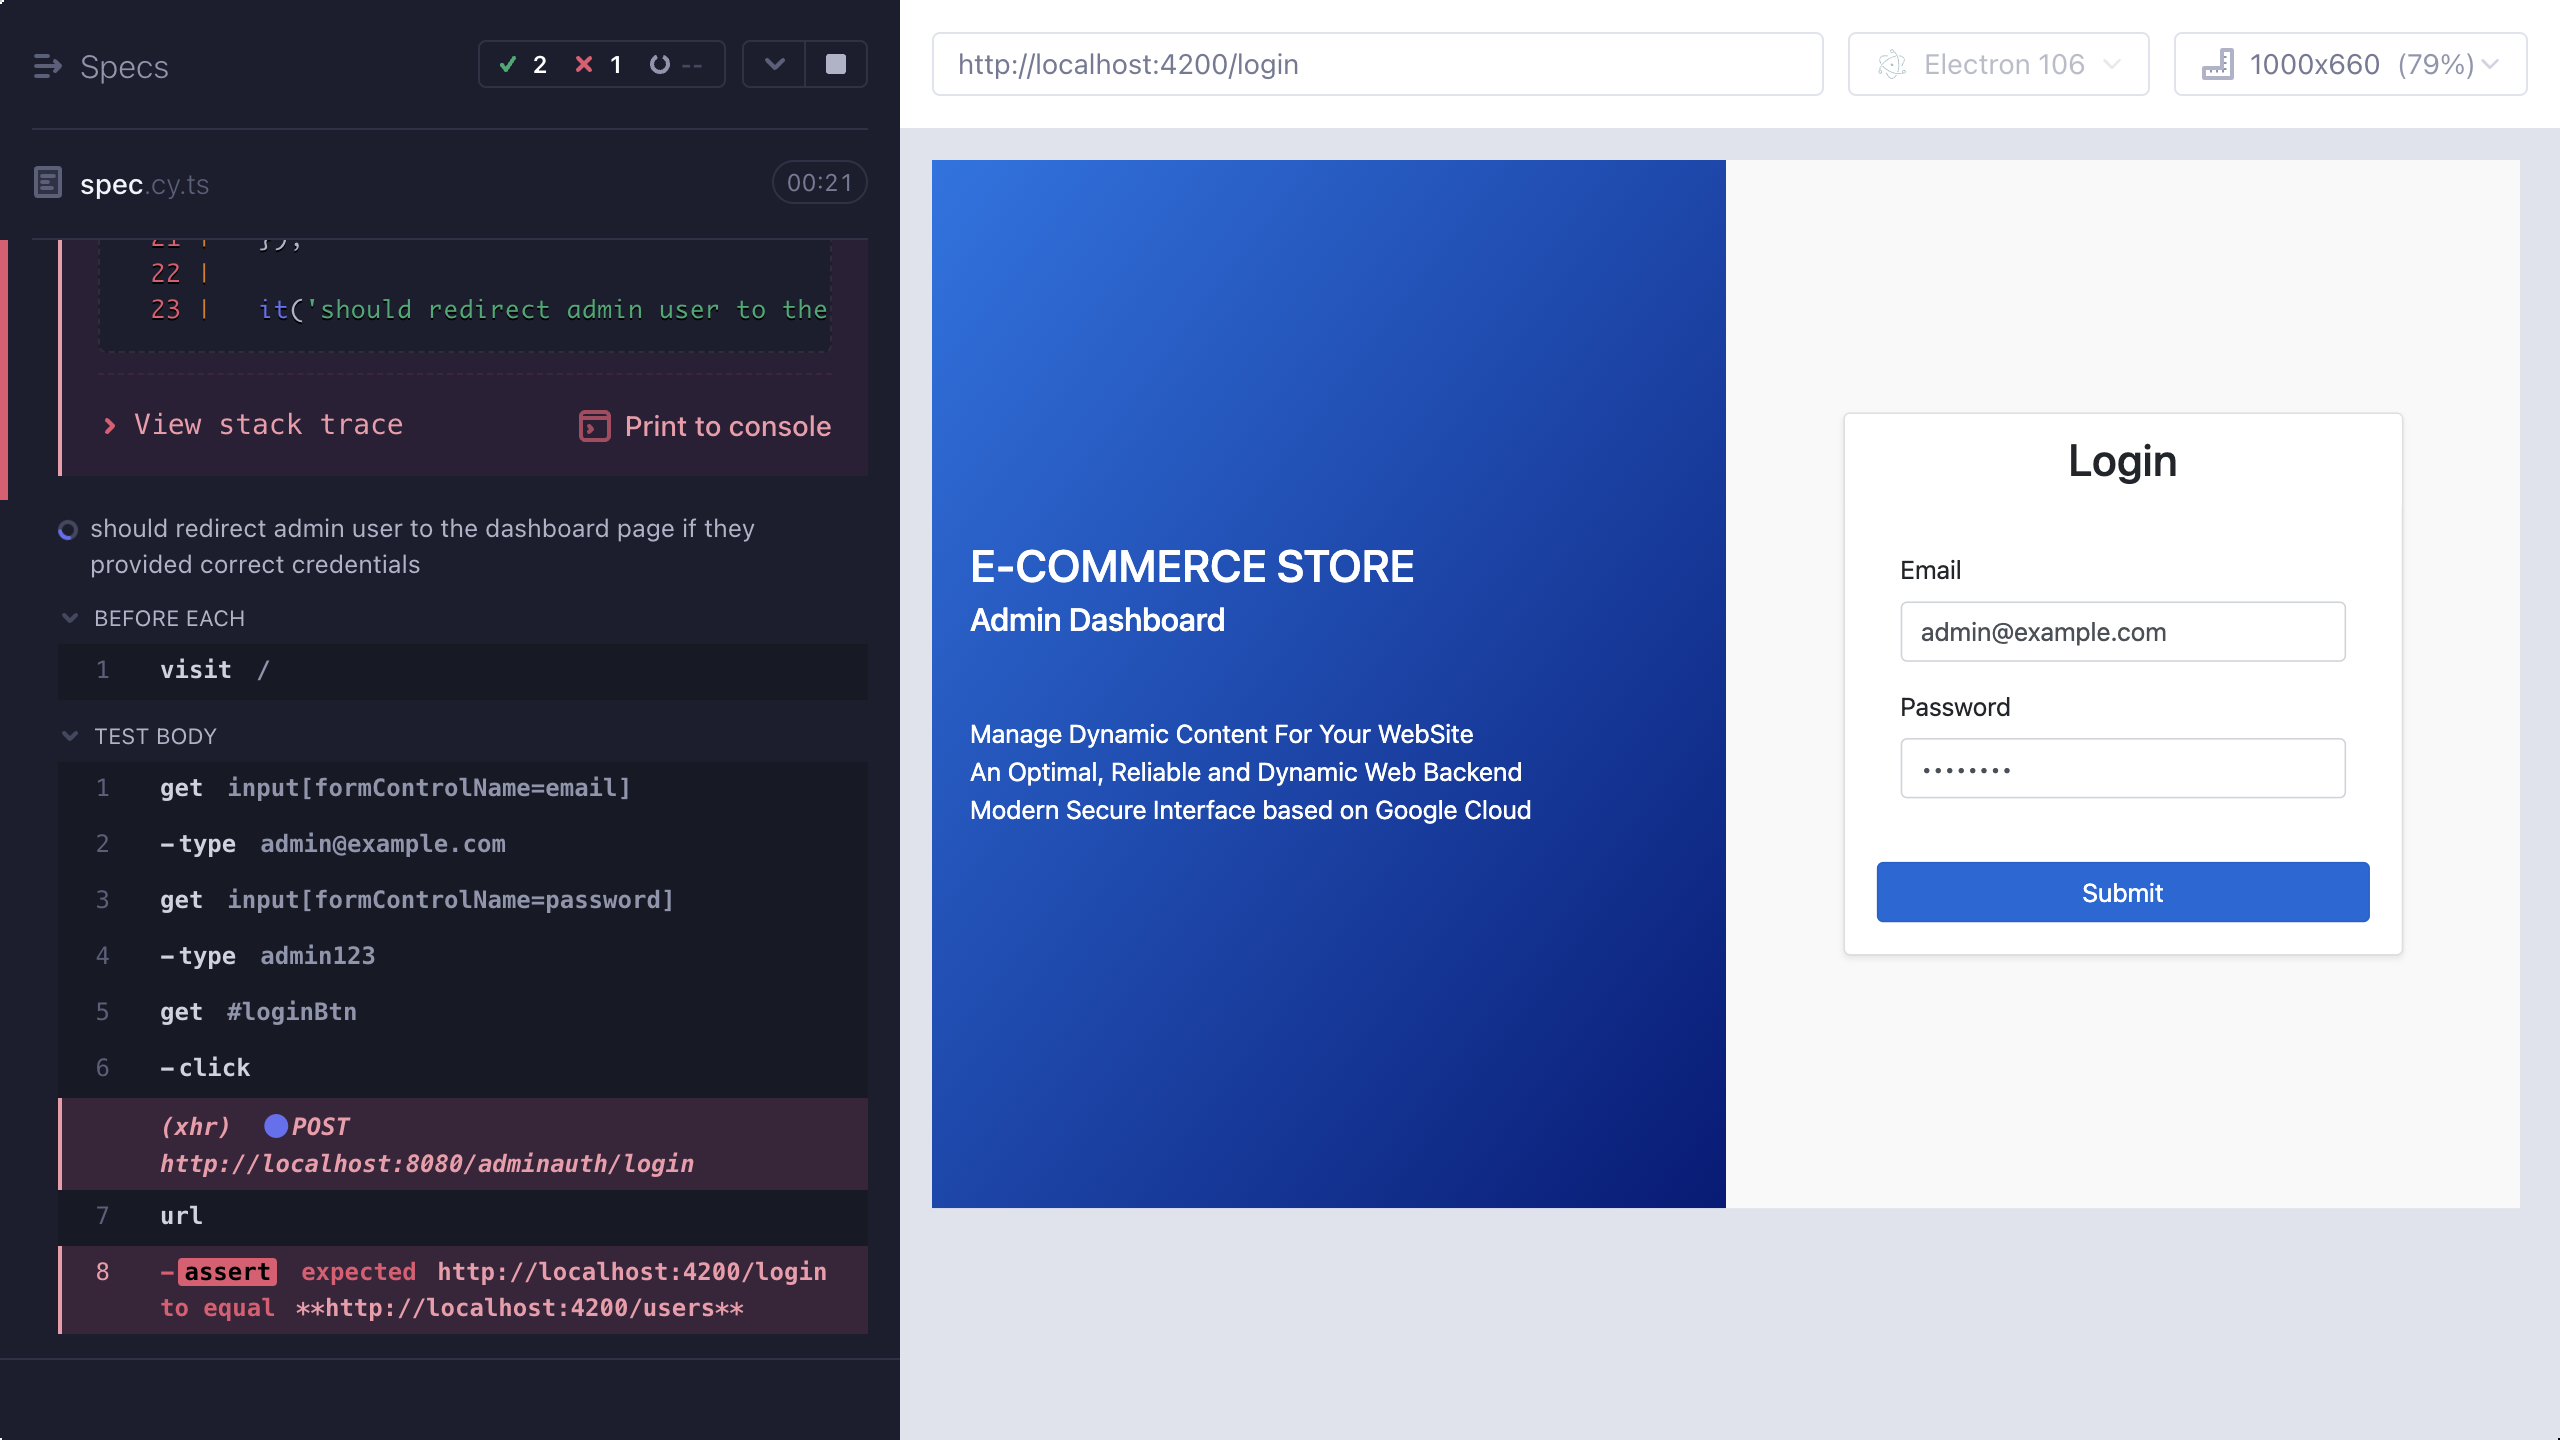 Specs
2 1 --
spec.cy.ts 00:21
21 | });
22 |
23 | it('should redirect admin user to the
View stack trace Print to console
should redirect admin user to the dashboard page if they
provided correct credentials
BEFORE EACH
1 visit /
TEST BODY
1 get input[formControlName=email]
2 -type admin@example.com
3 get input[formControlName=password]
4 -type admin123
5 get #loginBtn
6 -click
(xhr) POST
http://localhost:8080/adminauth/login
7 url
8 -assert expected http://localhost:4200/login
to equal **http://localhost:4200/users**
http://localhost:4200/login
Electron 106
1000x660 (79%)
E-COMMERCE STORE
Admin Dashboard
Manage Dynamic Content For Your WebSite
An Optimal, Reliable and Dynamic Web Backend
Modern Secure Interface based on Google Cloud
Login
Email
admin@example.com
Password
••••••••
Submit